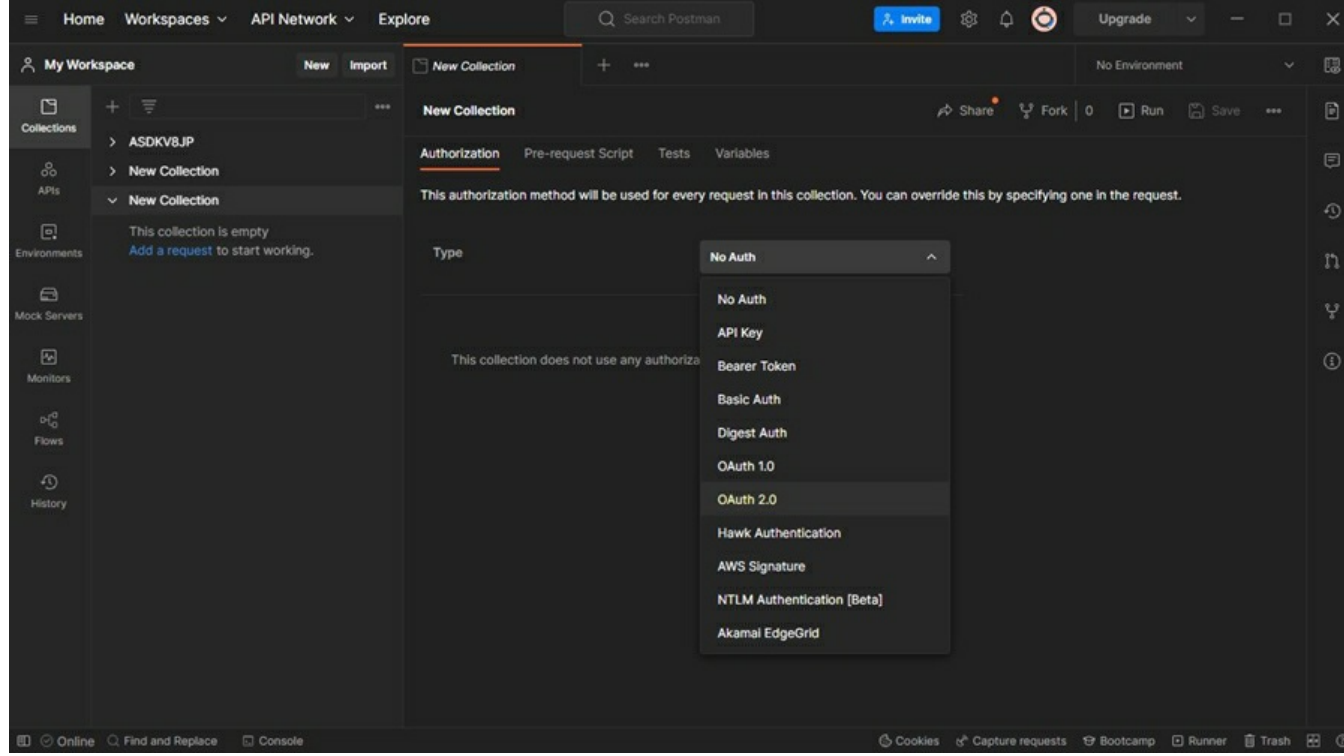 Home Workspaces API Network Explore Search Postman Invite Upgrade
My Workspace New Import New Collection No Environment
New Collection Share Fork 0 Run Save
Collections
ASDKV8JP
Authorization Pre-request Script Tests Variables
New Collection
APIs
New Collection
This authorization method will be used for every request in this collection. You can override this by specifying one in the request.
This collection is empty
Add a request to start working.
Environments
Type No Auth
No Auth
Mock Servers
API Key
This collection does not use any authoriza
Bearer Token
Monitors
Basic Auth
Digest Auth
Flows
OAuth 1.0
OAuth 2.0
History
Hawk Authentication
AWS Signature
NTLM Authentication [Beta]
Akamai EdgeGrid
Online Find and Replace Console Cookies Capture requests Bootcamp Runner Trash